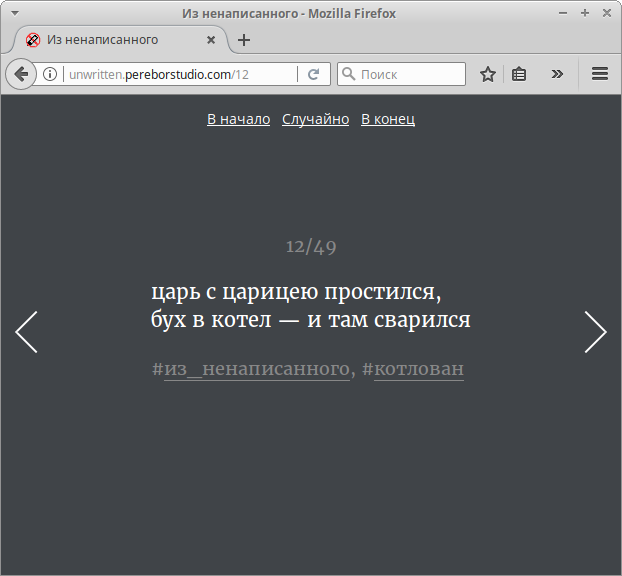 Из ненаписанного - Mozilla Firefox
Из ненаписанного
unwritten.pereborstudio.com/12
Поиск
В начало Случайно В конец
12/49
царь с царицею простился,
бух в котел — и там сварился
#из_ненаписанного, #котлован